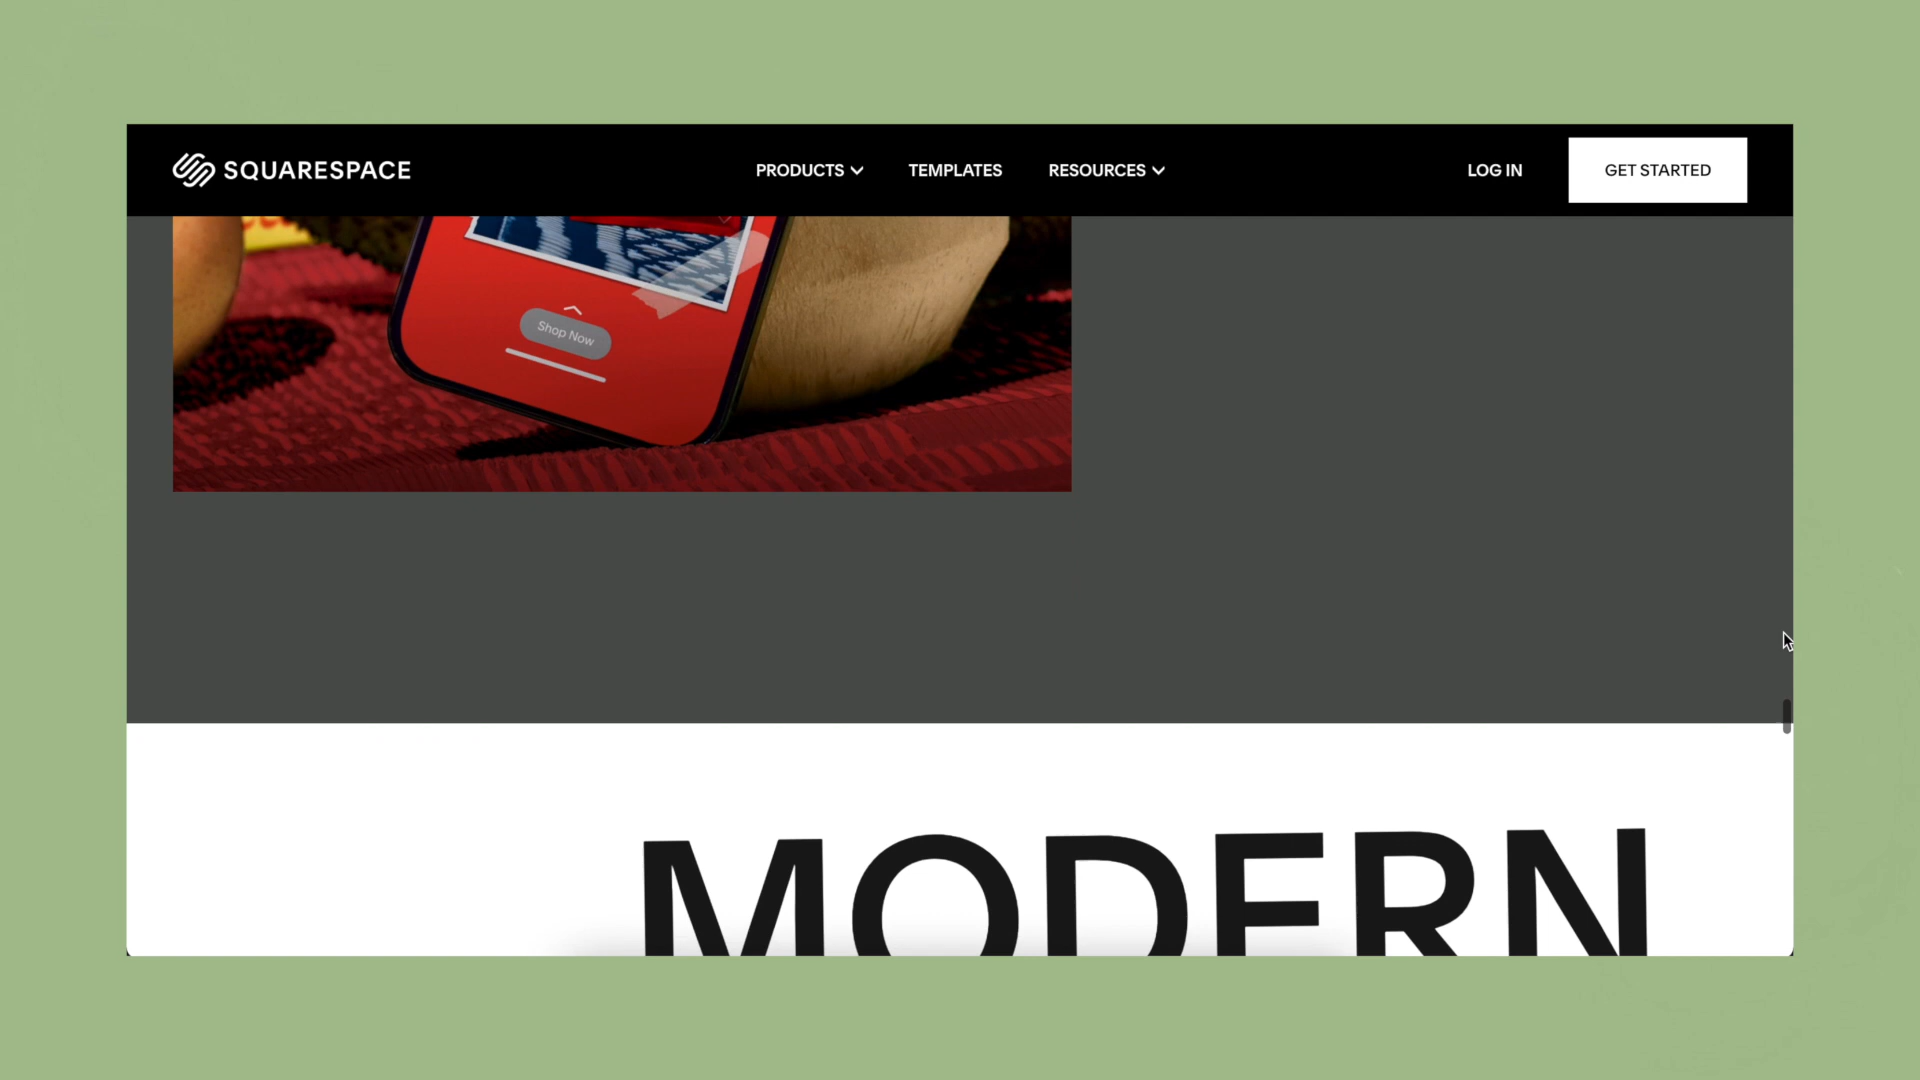 SQUARESPACE
PRODUCTS
TEMPLATES
RESOURCES
LOG IN
GET STARTED
Shop Now
MODERN